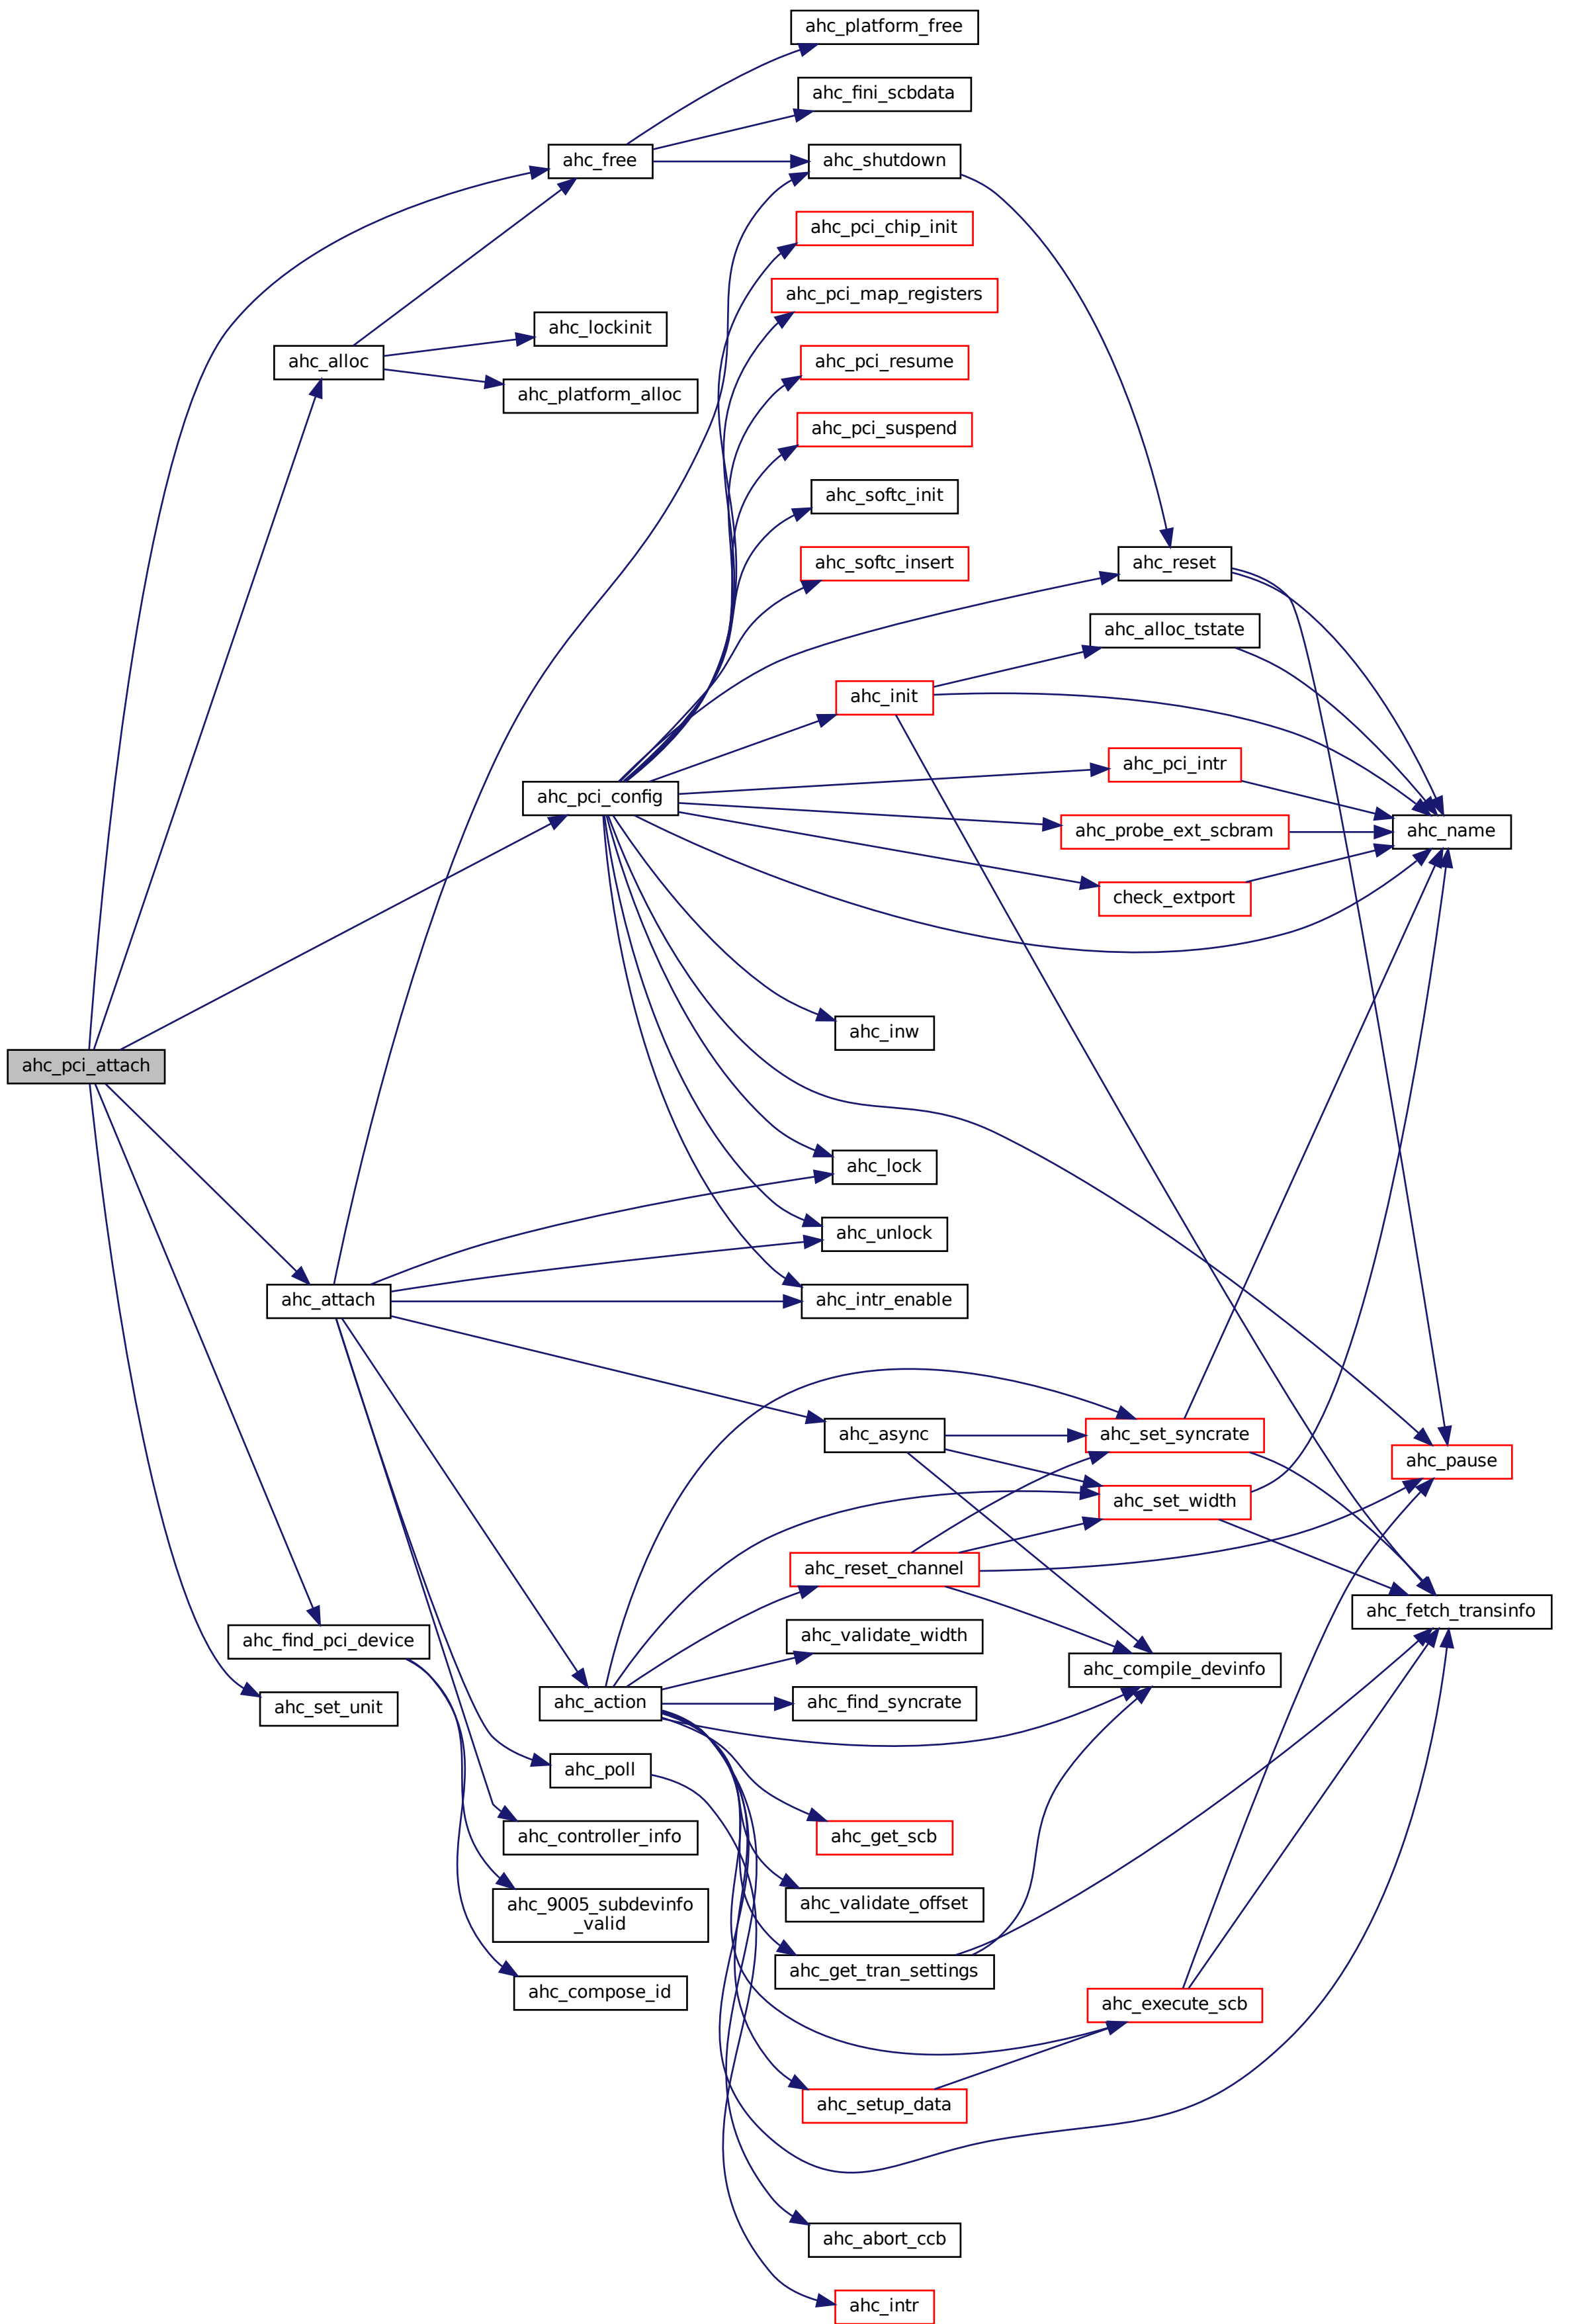 ahc_platform_free
ahc_fini_scbdata
ahc_free
ahc_shutdown
ahc_pci_chip_init
ahc_pci_map_registers
ahc_lockinit
ahc_alloc
ahc_pci_resume
ahc_platform_alloc
ahc_pci_suspend
ahc_softc_init
ahc_softc_insert
ahc_reset
ahc_alloc_tstate
ahc_init
ahc_pci_intr
ahc_pci_config
ahc_probe_ext_scbram
ahc_name
check_extport
ahc_inw
ahc_pci_attach
ahc_lock
ahc_unlock
ahc_attach
ahc_intr_enable
ahc_async
ahc_set_syncrate
ahc_pause
ahc_set_width
ahc_reset_channel
ahc_fetch_transinfo
ahc_find_pci_device
ahc_validate_width
ahc_compile_devinfo
ahc_set_unit
ahc_action
ahc_find_syncrate
ahc_poll
ahc_controller_info
ahc_get_scb
ahc_9005_subdevinfo
_valid
ahc_validate_offset
ahc_get_tran_settings
ahc_compose_id
ahc_execute_scb
ahc_setup_data
ahc_abort_ccb
ahc_intr